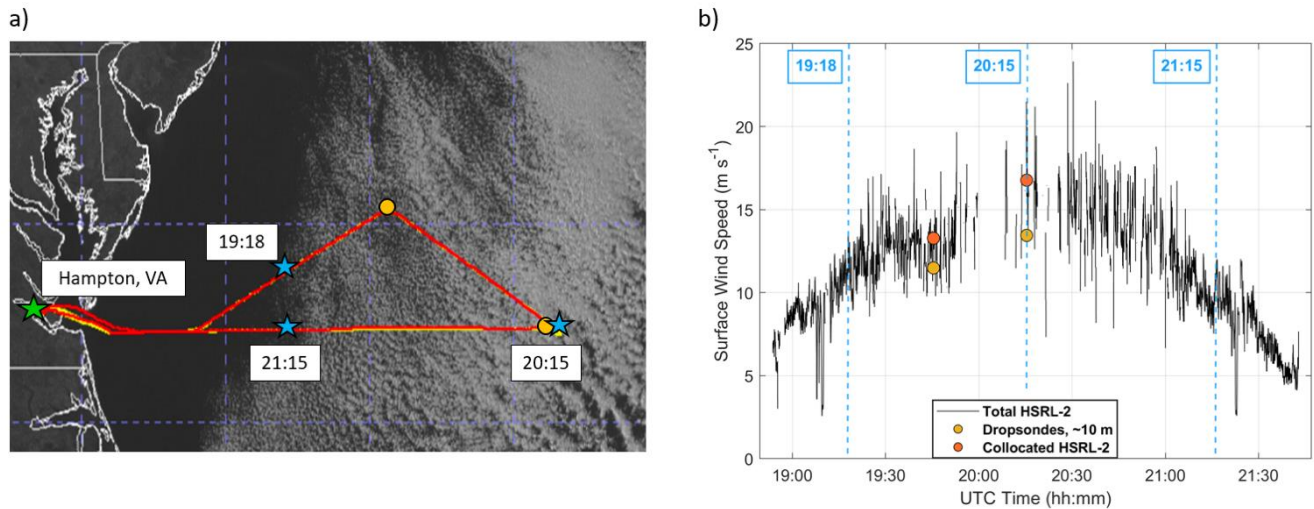 a)
19:18
Hampton, VA
21:15
20:15
b)
25
20
15
10
5
0
Surface Wind Speed (m s⁻¹)
19:18
20:15
21:15
Total HSRL-2
Dropsondes, ~10 m
Collocated HSRL-2
19:00
19:30
20:00
20:30
21:00
21:30
UTC Time (hh:mm)